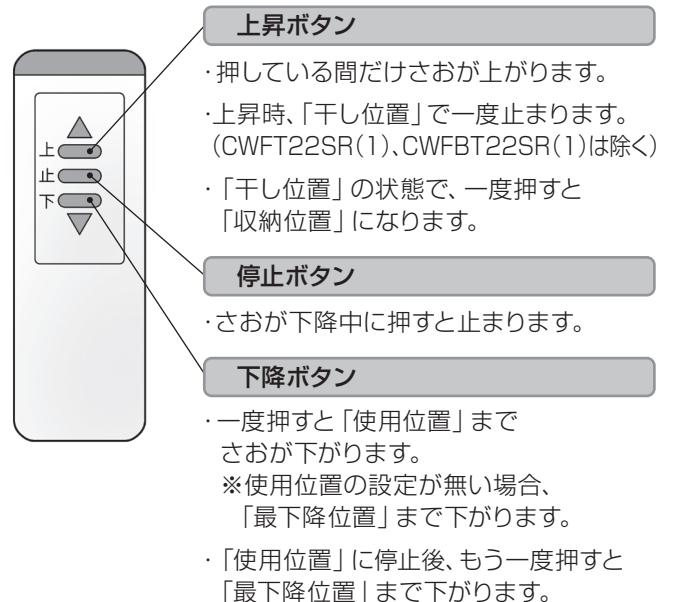 上昇ボタン
・押している間だけさおが上がります。
・上昇時、「干し位置」で一度止まります。
（CWFT22SR（1）、CWFBT22SR（1）は除く）
・「干し位置」の状態で、一度押すと
「収納位置」になります。
上
止
下
停止ボタン
・さおが下降中に押すと止まります。
下降ボタン
・一度押すと「使用位置」まで
さおが下がります。
※使用位置の設定が無い場合、
「最下降位置」まで下がります。
・「使用位置」に停止後、もう一度押すと
「最下降位置」まで下がります。